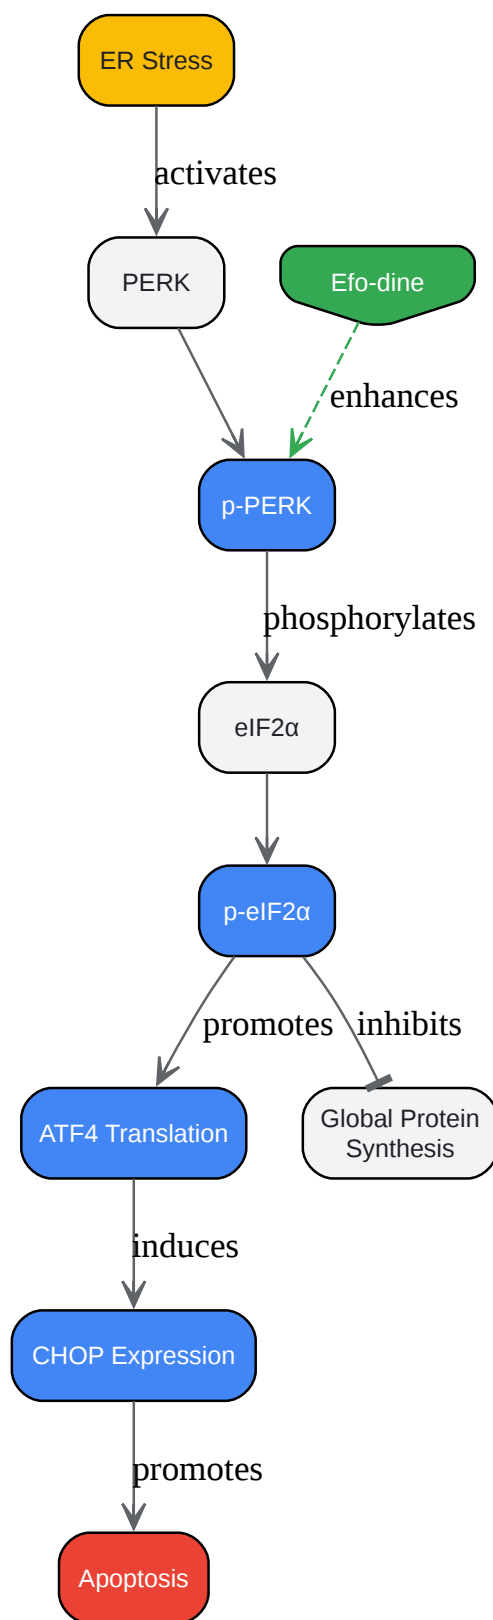 ER Stress
activates
PERK
Efo-dine
enhances
p-PERK
phosphorylates
eIF2α
p-eIF2α
promotes
inhibits
ATF4 Translation
Global Protein
Synthesis
induces
CHOP Expression
promotes
Apoptosis